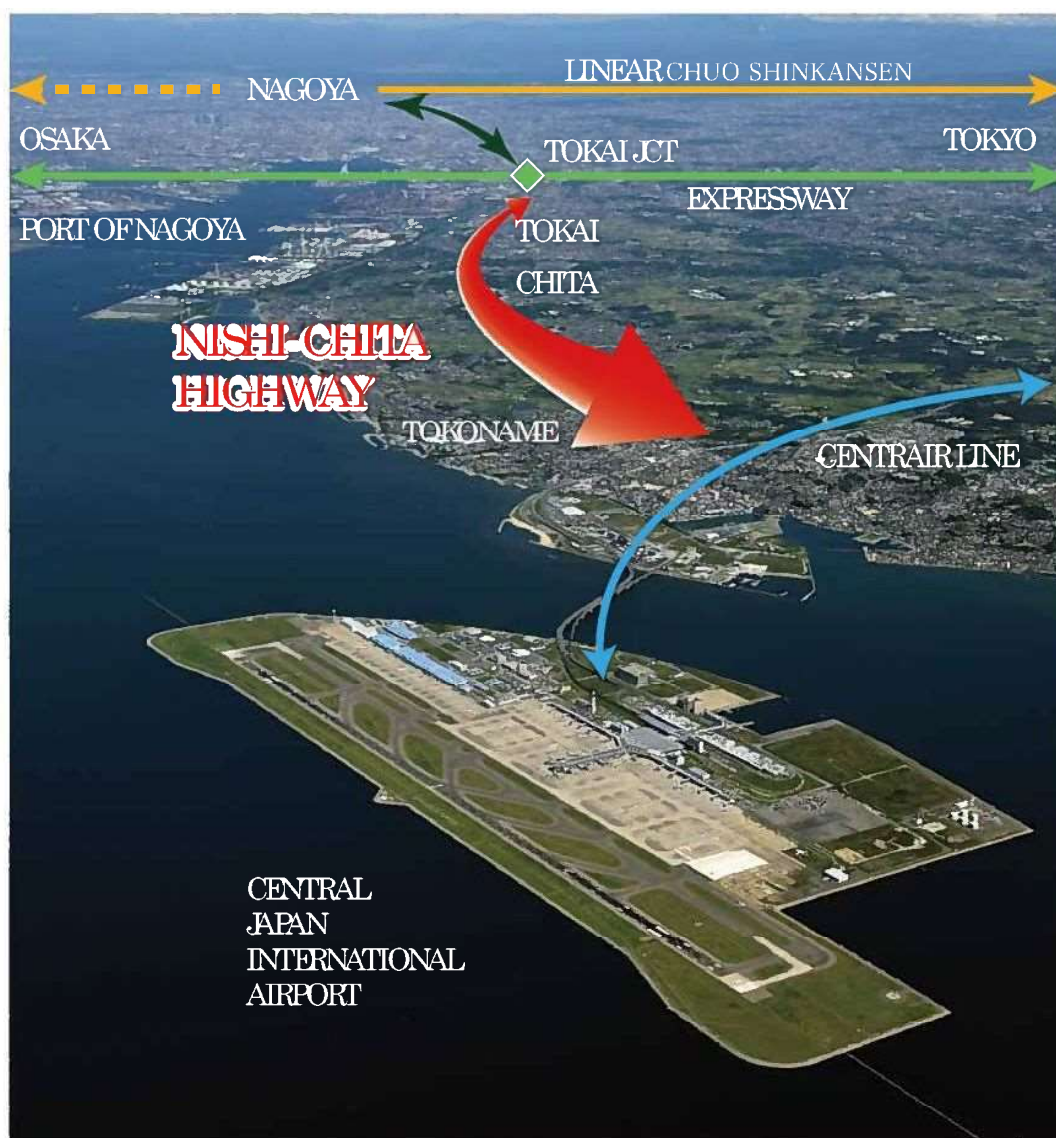 LINEAR CHUO SHINKANSEN
NAGOYA
OSAKA
TOKYO
TOKAI JCT
EXPRESSWAY
PORT OF NAGOYA
TOKAI
CHITA
NISHI-CHITA
HIGHWAY
TOKONAME
CENTRAIR LINE
CENTRAL
JAPAN
INTERNATIONAL
AIRPORT